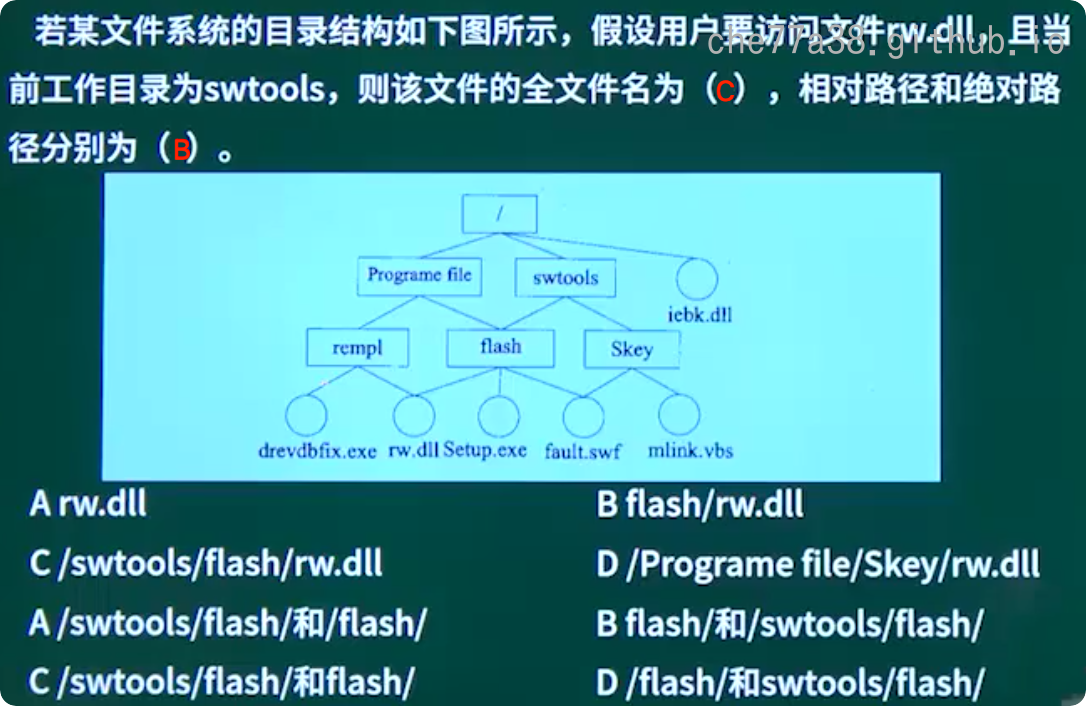 若某文件系统的目录结构如下图所示，假设用户要访问文件rw.dll，且当
che77a38.github.io
前工作目录为swtools，则该文件的全文件名为（C），相对路径和绝对路
径分别为（B）。
/
Programe file
swtools
iebk.dll
rempl
flash
Skey
drevdbfix.exe
rw.dll
Setup.exe
fault.swf
mlink.vbs
A rw.dll
B flash/rw.dll
C /swtools/flash/rw.dll
D /Programe file/Skey/rw.dll
A /swtools/flash/和/flash/
B flash/和/swtools/flash/
C /swtools/flash/和flash/
D /flash/和swtools/flash/